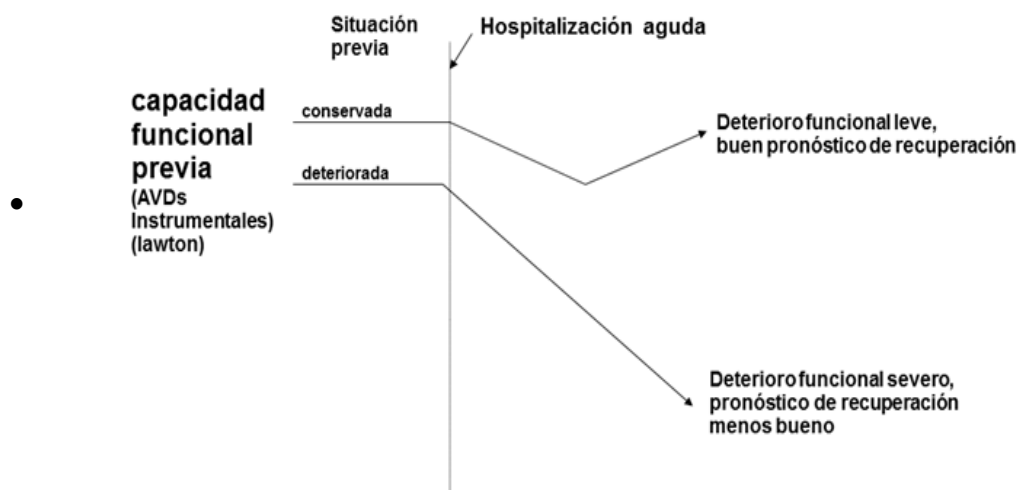 Situación
previa
Hospitalización aguda
capacidad
funcional
previa
(AVDs
Instrumentales)
(lawton)
conservada
deteriorada
Deterioro funcional leve,
buen pronóstico de recuperación
Deterioro funcional severo,
pronóstico de recuperación
menos bueno